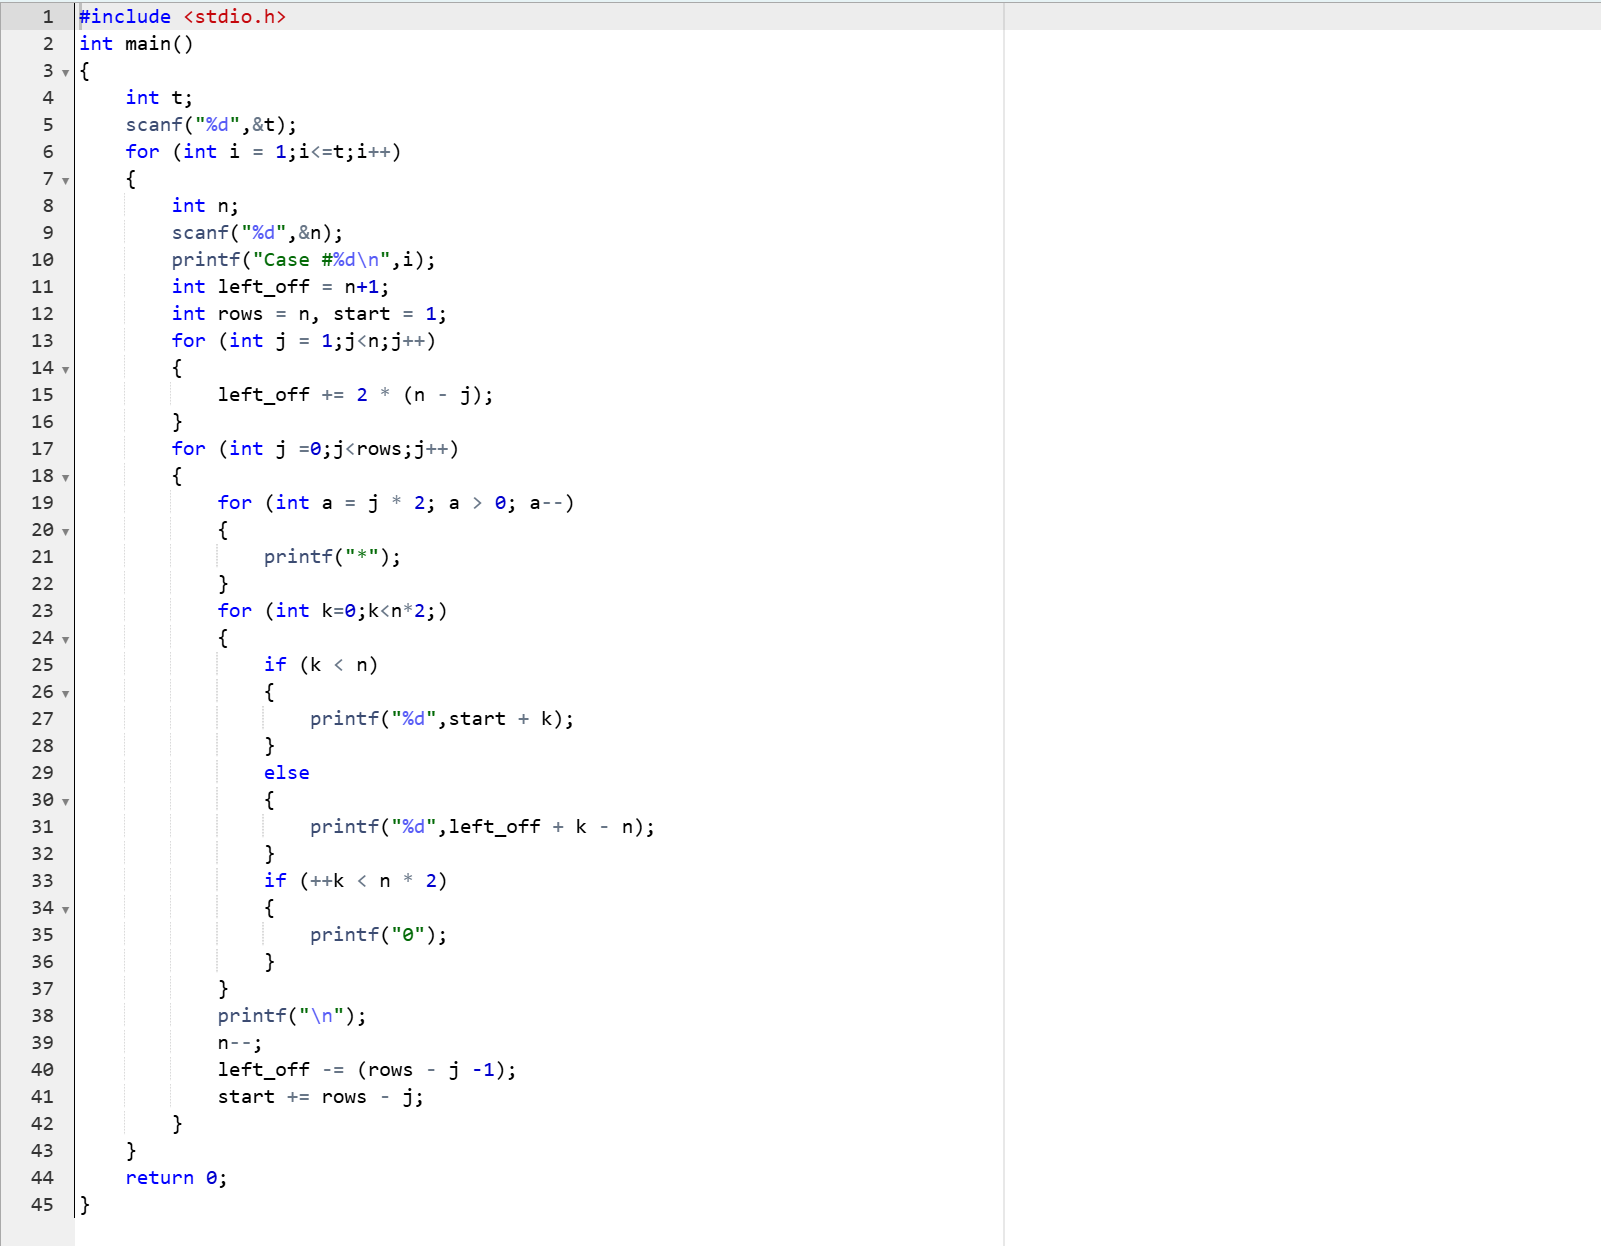 1 #include <stdio.h>
2 int main()
3 {
4     int t;
5     scanf("%d",&t);
6     for (int i = 1;i<=t;i++)
7     {
8         int n;
9         scanf("%d",&n);
10         printf("Case #%d\n",i);
11         int left_off = n+1;
12         int rows = n, start = 1;
13         for (int j = 1;j<n;j++)
14         {
15             left_off += 2 * (n - j);
16         }
17         for (int j =0;j<rows;j++)
18         {
19             for (int a = j * 2; a > 0; a--)
20             {
21                 printf("*");
22             }
23             for (int k=0;k<n*2;)
24             {
25                 if (k < n)
26                 {
27                     printf("%d",start + k);
28                 }
29                 else
30                 {
31                     printf("%d",left_off + k - n);
32                 }
33                 if (++k < n * 2)
34                 {
35                     printf("0");
36                 }
37             }
38             printf("\n");
39             n--;
40             left_off -= (rows - j -1);
41             start += rows - j;
42         }
43     }
44     return 0;
45 }